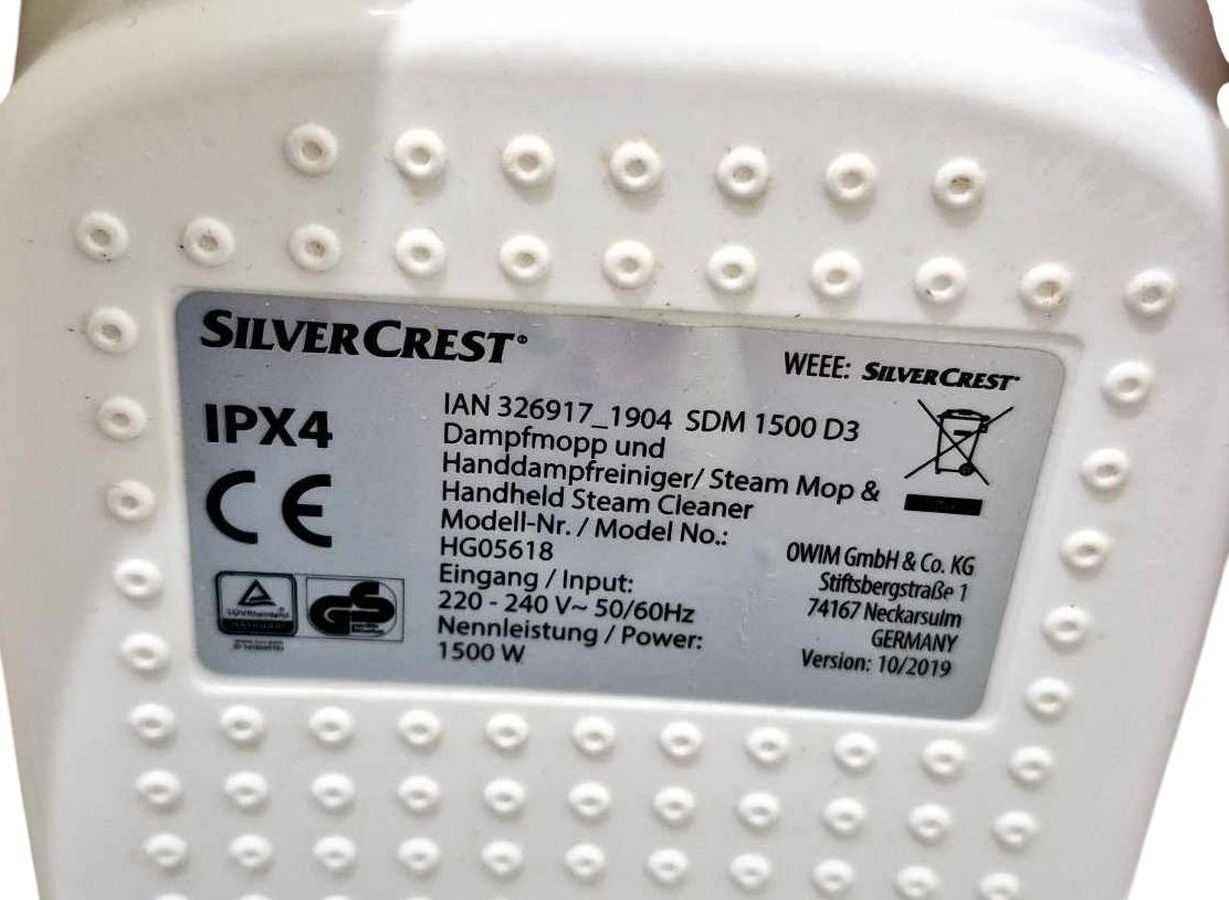 SILVERCREST®
WEEE: SILVERCREST®
IPX4
CE
IAN 326917_1904 SDM 1500 D3
Dampfmopp und
Handdampfreiniger/ Steam Mop &
Handheld Steam Cleaner
Modell-Nr. / Model No.:
HG05618
Eingang / Input:
220 - 240 V~ 50/60Hz
Nennleistung / Power:
1500 W
TÜVRheinland
GS
OWIM GmbH & Co. KG
Stiftsbergstraße 1
74167 Neckarsulm
GERMANY
Version: 10/2019